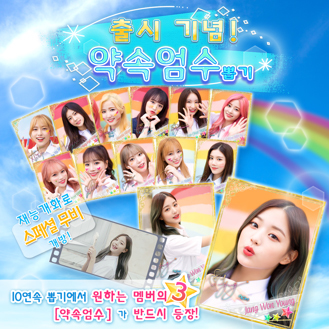 출시 기념!
약속엄수 뽑기
재능개화로
스페셜 무비
개방!
Jang Won Young
10연속 뽑기에서 원하는 멤버의 3
[약속엄수] 가 반드시 등장!